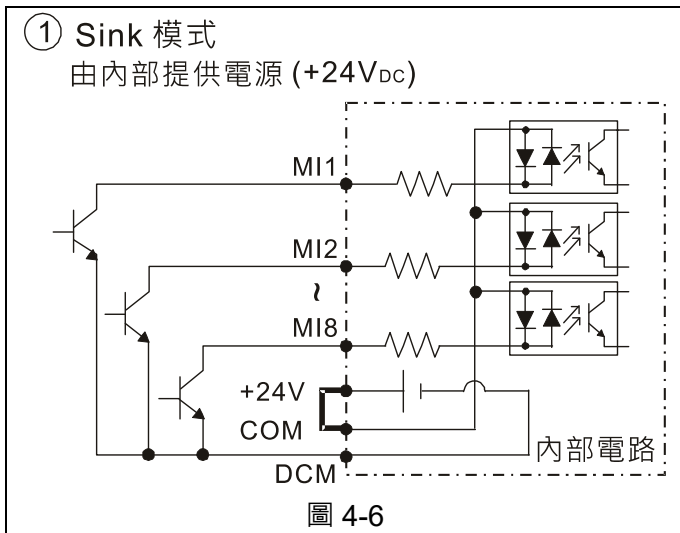 ① Sink 模式
由內部提供電源 (+24VDC)
MI1
MI2
~
MI8
+24V
COM
DCM
內部電路
圖 4-6